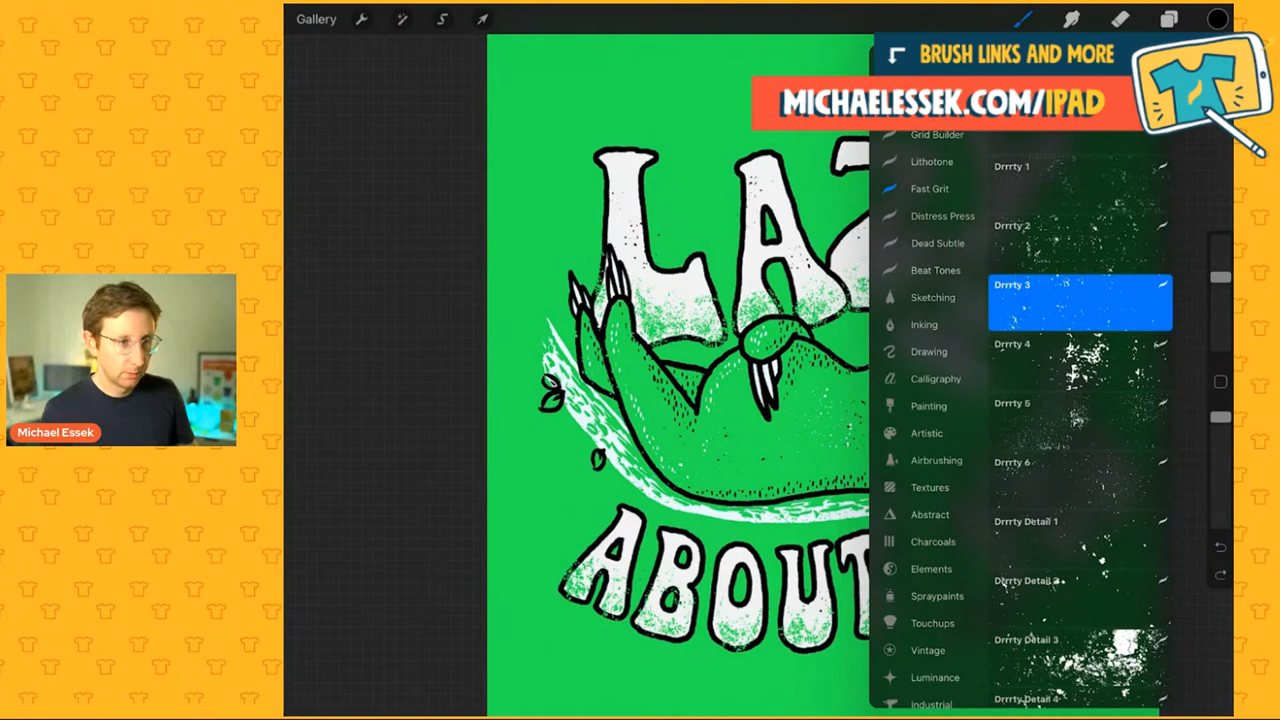 Gallery
BRUSH LINKS AND MORE
MICHAELESSEK.COM/IPAD
Grid Builder
Lithotone
Fast Grit
Distress Press
Dead Subtle
Beat Tones
Sketching
Inking
Drawing
Calligraphy
Painting
Artistic
Airbrushing
Textures
Abstract
Charcoals
Elements
Spraypaints
Touchups
Vintage
Luminance
Industrial
Drrrty 1
Drrrty 2
Drrrty 3
Drrrty 4
Drrrty 5
Drrrty 6
Drrrty Detail 1
Drrrty Detail 2
Drrrty Detail 3
Drrrty Detail 4
LAZ
ABOUT
Michael Essek